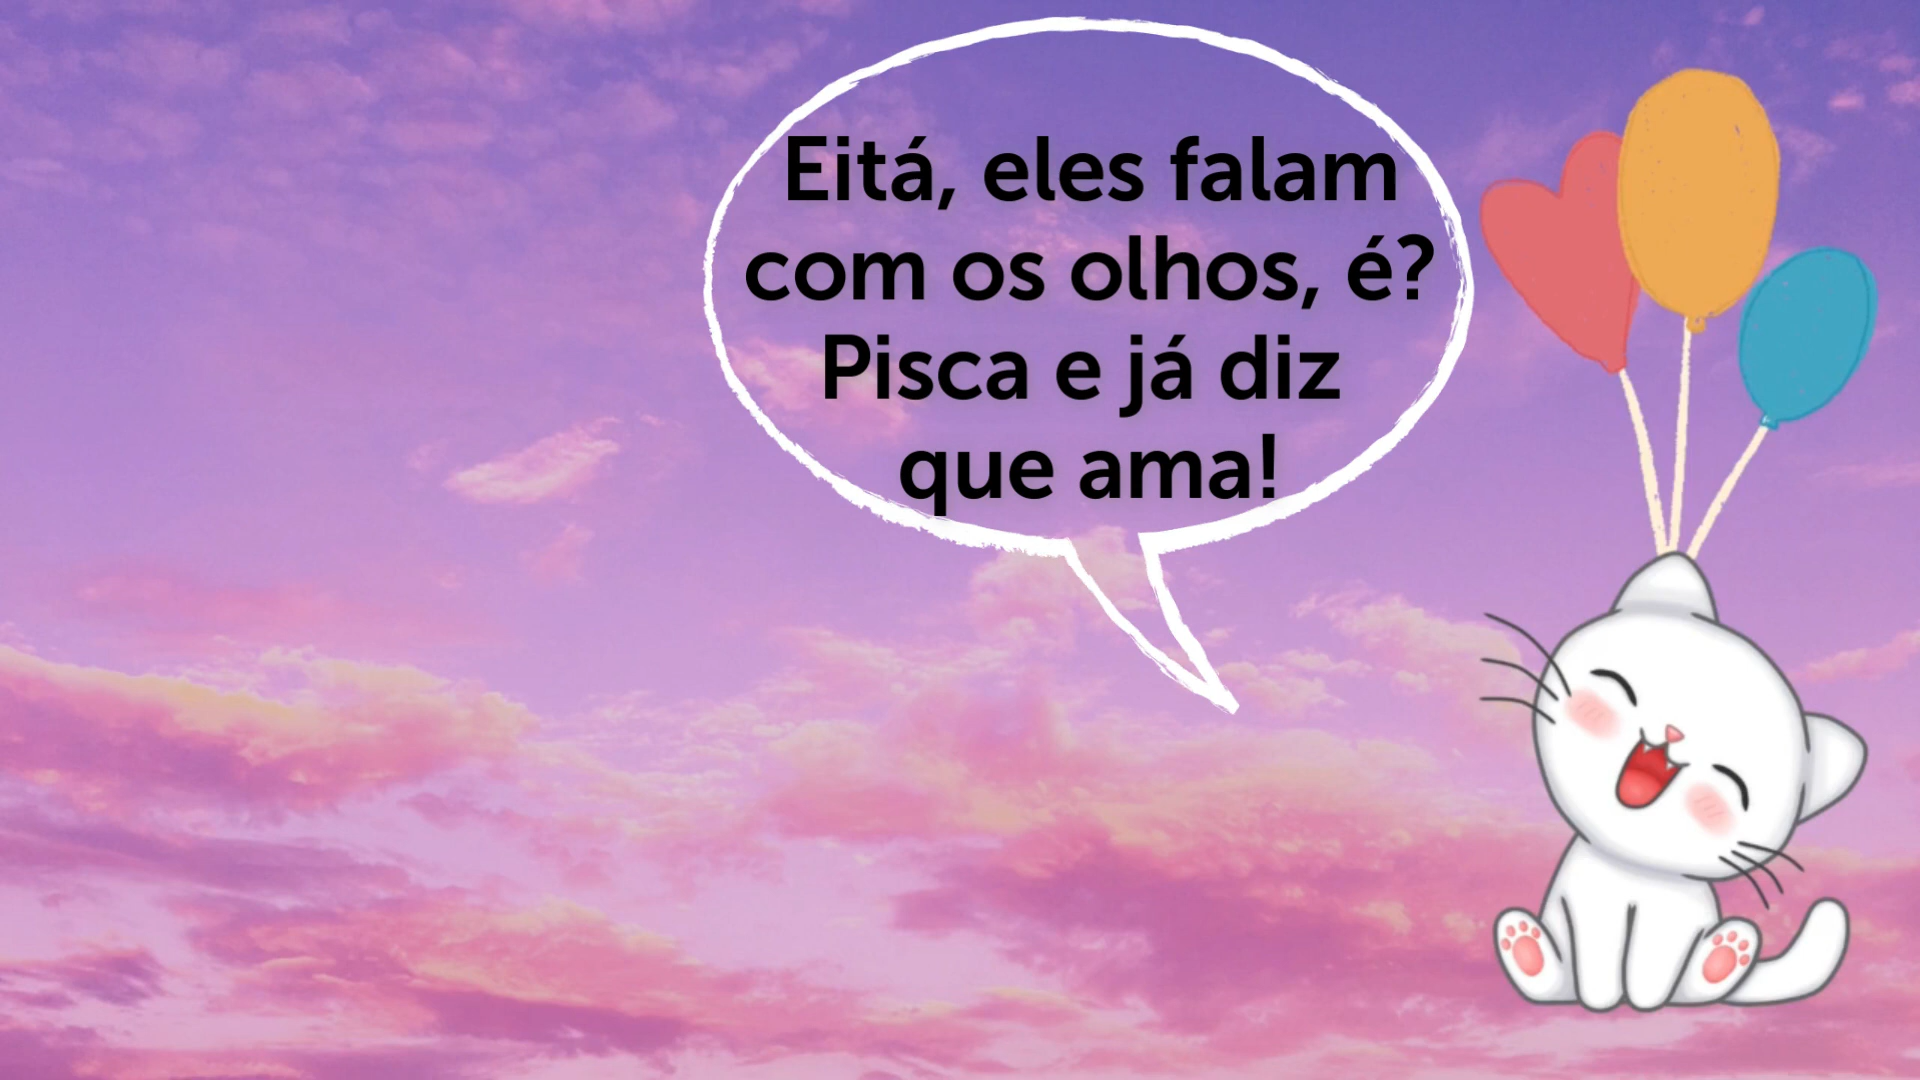 Eitá, eles falam
com os olhos, é?
Pisca e já diz
que ama!